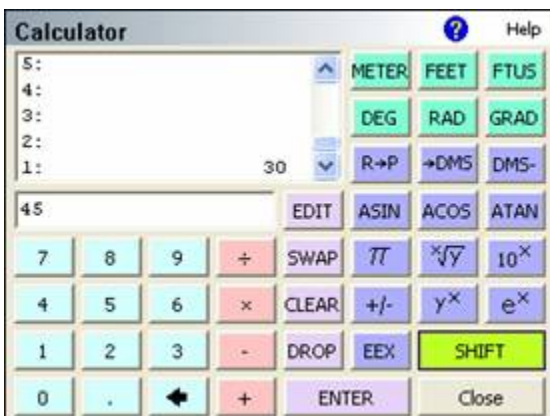 Calculator ? Help
5: METER FEET FTUS
4:
3: DEG RAD GRAD
2:
1: 30 R→P →DMS DMS-
45 EDIT ASIN ACOS ATAN
7 8 9 ÷ SWAP π ˣ√y 10ˣ
4 5 6 × CLEAR +/- yˣ eˣ
1 2 3 - DROP EEX SHIFT
0 . + ENTER Close